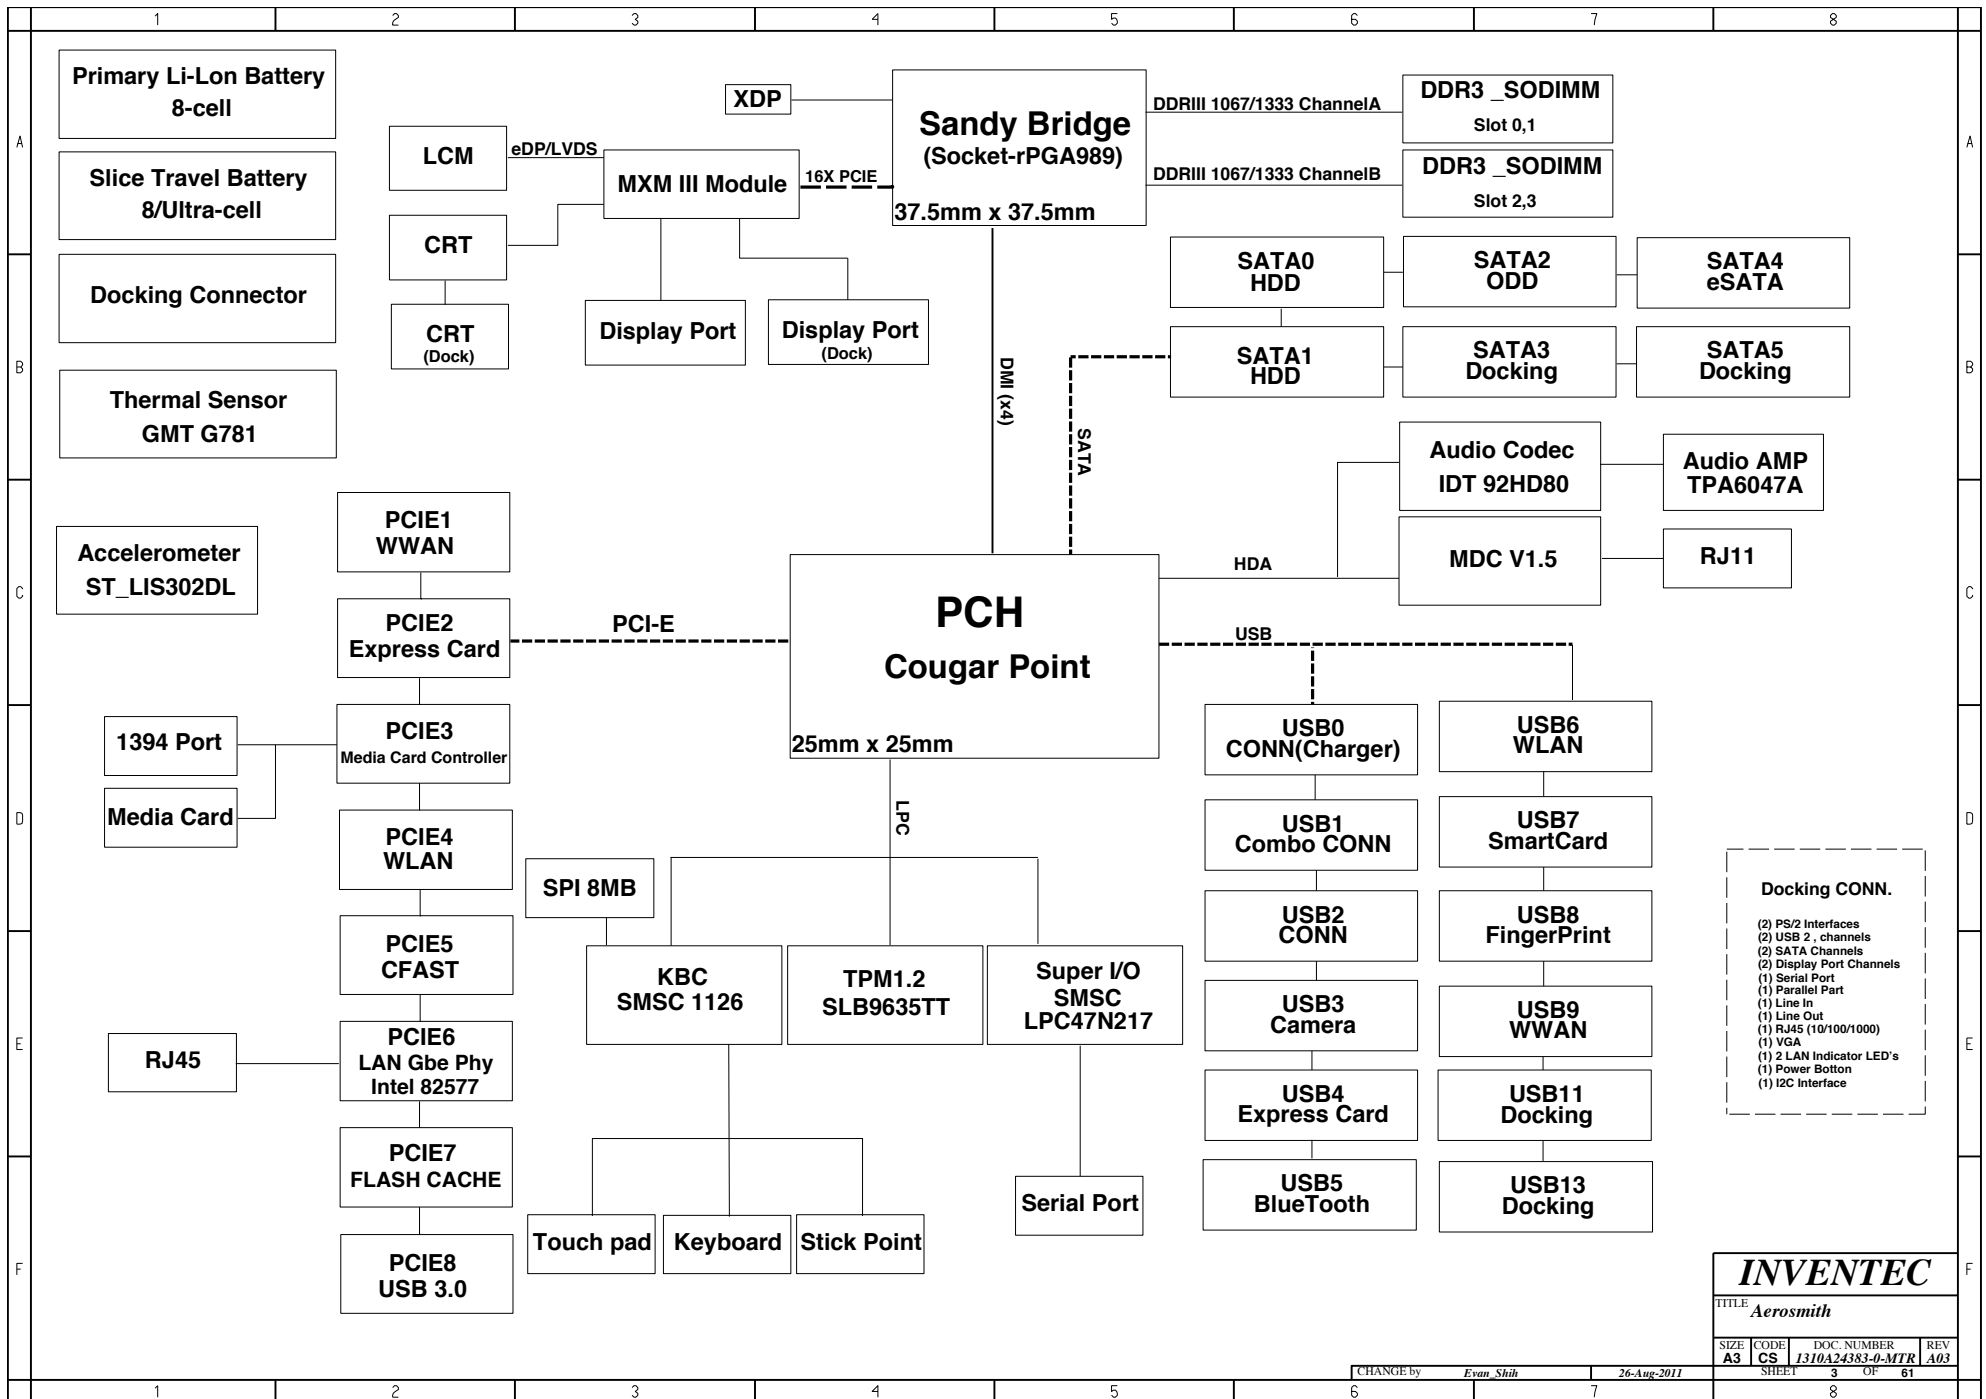 1 2 3 4 5 6 7 8
A
B
C
D
E
F
Primary Li-Lon Battery
8-cell
Slice Travel Battery
8/Ultra-cell
Docking Connector
Thermal Sensor
GMT G781
Accelerometer
ST_LIS302DL
XDP
LCM
eDP/LVDS
MXM III Module
16X PCIE
CRT
CRT
(Dock)
Display Port
Display Port
(Dock)
Sandy Bridge
(Socket-rPGA989)
37.5mm x 37.5mm
DDRIII 1067/1333 ChannelA
DDR3 _SODIMM
Slot 0,1
DDRIII 1067/1333 ChannelB
DDR3 _SODIMM
Slot 2,3
DMI (x4)
SATA
SATA0
HDD
SATA2
ODD
SATA4
eSATA
SATA1
HDD
SATA3
Docking
SATA5
Docking
Audio Codec
IDT 92HD80
Audio AMP
TPA6047A
HDA
MDC V1.5
RJ11
PCH
Cougar Point
25mm x 25mm
PCI-E
USB
LPC
PCIE1
WWAN
PCIE2
Express Card
PCIE3
Media Card Controller
1394 Port
Media Card
PCIE4
WLAN
PCIE5
CFAST
PCIE6
LAN Gbe Phy
Intel 82577
RJ45
PCIE7
FLASH CACHE
PCIE8
USB 3.0
SPI 8MB
KBC
SMSC 1126
TPM1.2
SLB9635TT
Super I/O
SMSC
LPC47N217
Touch pad
Keyboard
Stick Point
Serial Port
USB0
CONN(Charger)
USB1
Combo CONN
USB2
CONN
USB3
Camera
USB4
Express Card
USB5
BlueTooth
USB6
WLAN
USB7
SmartCard
USB8
FingerPrint
USB9
WWAN
USB11
Docking
USB13
Docking
Docking CONN.
(2) PS/2 Interfaces
(2) USB 2 , channels
(2) SATA Channels
(2) Display Port Channels
(1) Serial Port
(1) Parallel Part
(1) Line In
(1) Line Out
(1) RJ45 (10/100/1000)
(1) VGA
(1) 2 LAN Indicator LED's
(1) Power Botton
(1) I2C Interface
INVENTEC
TITLE
Aerosmith
SIZE CODE DOC. NUMBER REV
A3 CS 1310A24383-0-MTR A03
CHANGE by Evan_Shih 26-Aug-2011 SHEET 3 OF 61
A
B
C
D
E
F
1 2 3 4 5 6 7 8